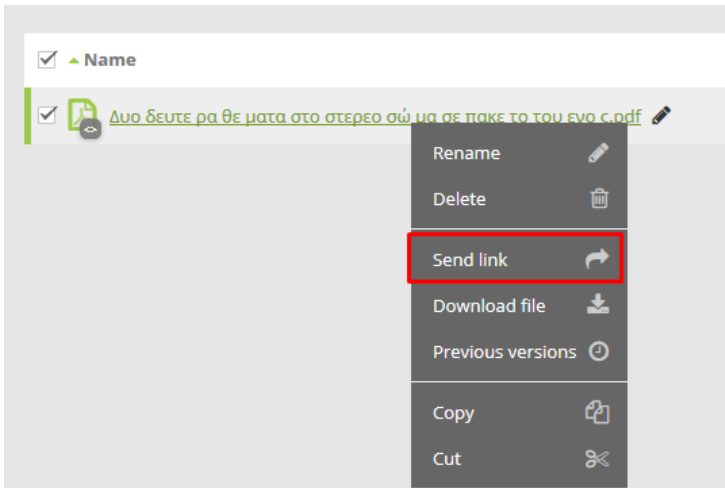 Name
Δυο δευτε ρα θε ματα στο στερεο σώ μα σε πακε το του ενο ς.pdf
Rename
Delete
Send link
Download file
Previous versions
Copy
Cut